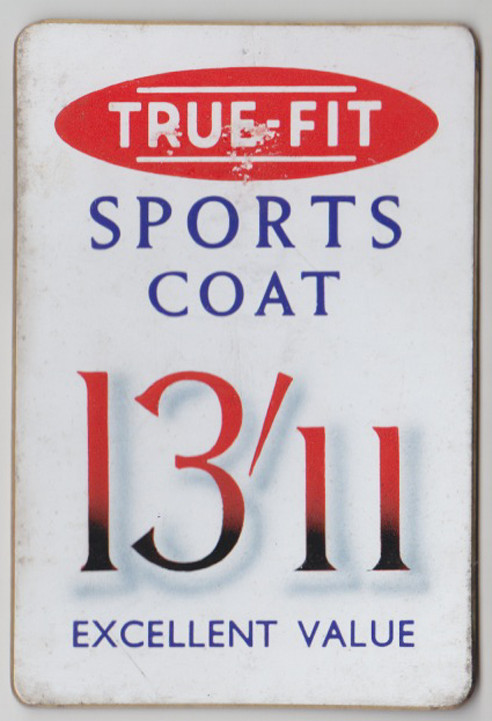 TRUE-FIT
SPORTS
COAT
13'11
EXCELLENT VALUE